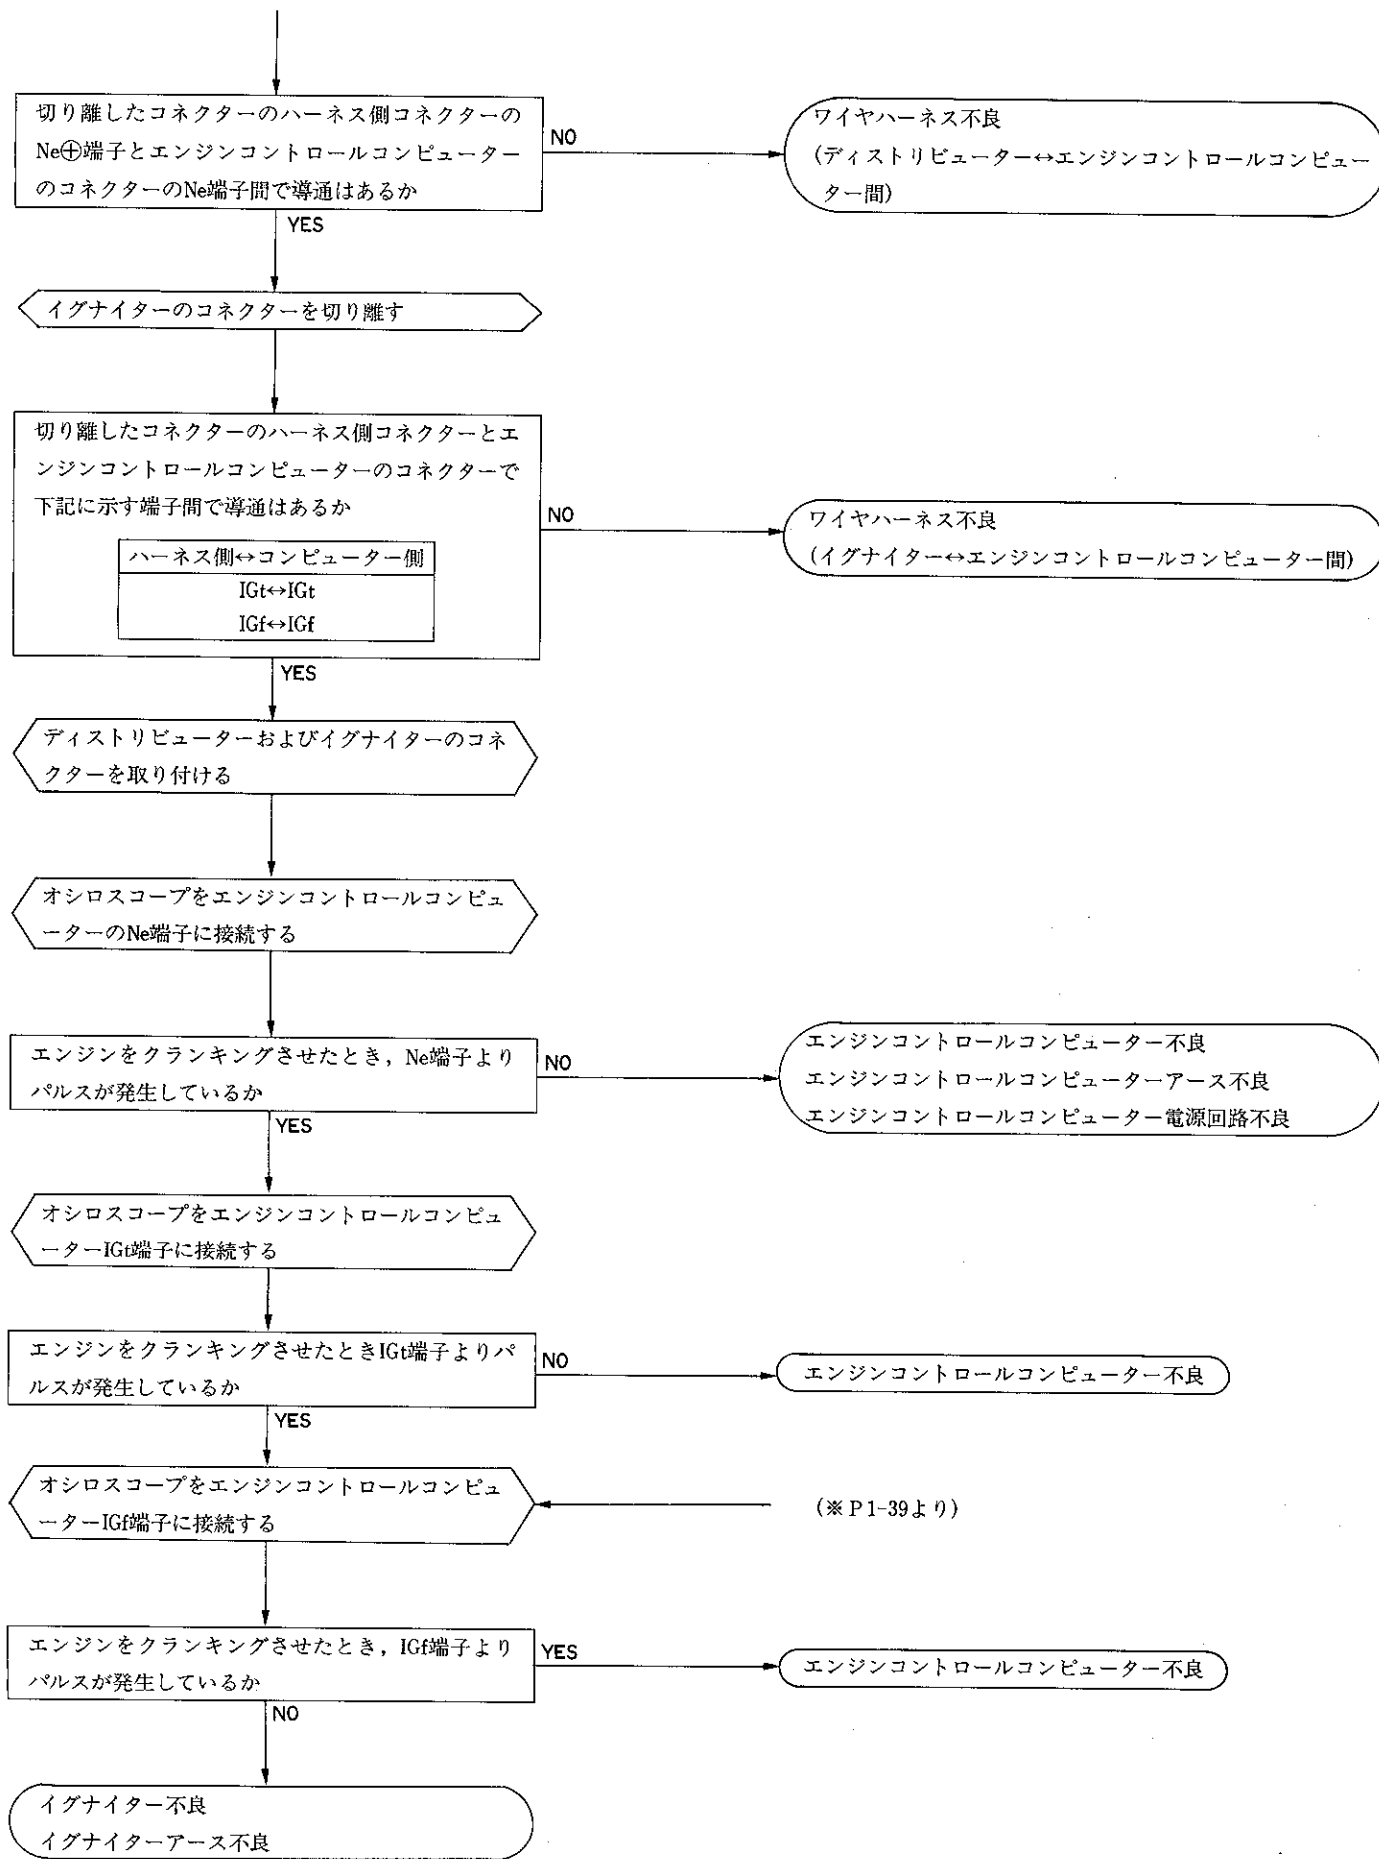 切り離したコネクターのハーネス側コネクターの
Ne⊕端子とエンジンコントロールコンピューター
のコネクターのNe端子間で導通はあるか
NO
ワイヤハーネス不良
(ディストリビューター↔エンジンコントロールコンピュー
ター間)
YES
イグナイターのコネクターを切り離す
切り離したコネクターのハーネス側コネクターとエ
ンジンコントロールコンピューターのコネクターで
下記に示す端子間で導通はあるか
ハーネス側↔コンピューター側
IGt↔IGt
IGf↔IGf
NO
ワイヤハーネス不良
(イグナイター↔エンジンコントロールコンピューター間)
YES
ディストリビューターおよびイグナイターのコネ
クターを取り付ける
オシロスコープをエンジンコントロールコンピュ
ーターのNe端子に接続する
エンジンをクランキングさせたとき，Ne端子より
パルスが発生しているか
NO
エンジンコントロールコンピューター不良
エンジンコントロールコンピューターアース不良
エンジンコントロールコンピューター電源回路不良
YES
オシロスコープをエンジンコントロールコンピュ
ーターIGt端子に接続する
エンジンをクランキングさせたときIGt端子よりパ
ルスが発生しているか
NO
エンジンコントロールコンピューター不良
YES
オシロスコープをエンジンコントロールコンピュ
ーターIGf端子に接続する
(※P1-39より)
エンジンをクランキングさせたとき，IGf端子より
パルスが発生しているか
YES
エンジンコントロールコンピューター不良
NO
イグナイター不良
イグナイターアース不良